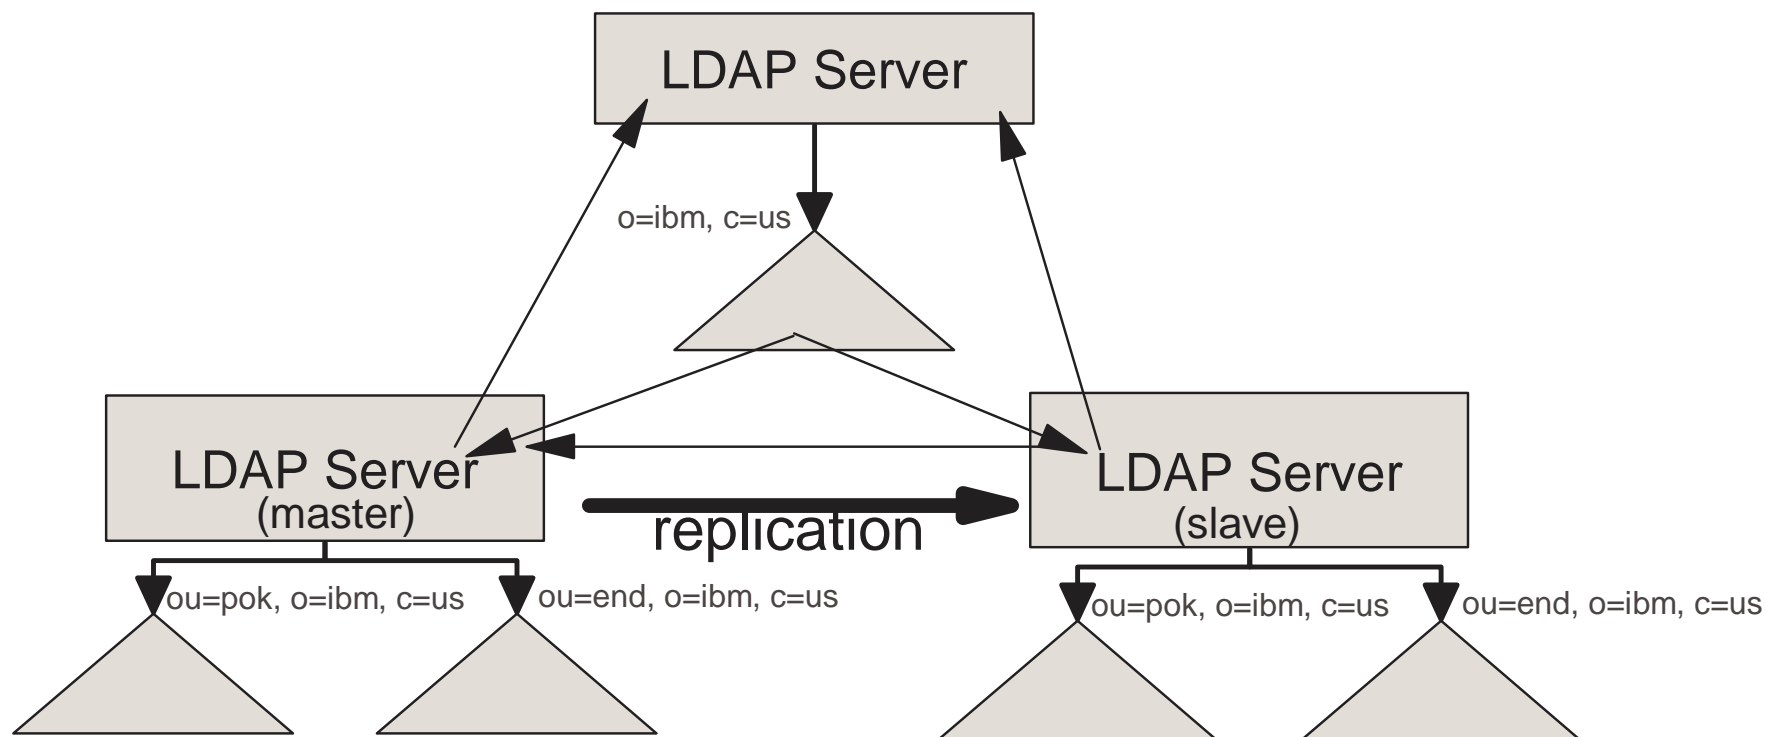 LDAP Server
o=ibm, c=us
LDAP Server
(master)
replication
LDAP Server
(slave)
ou=pok, o=ibm, c=us
ou=end, o=ibm, c=us
ou=pok, o=ibm, c=us
ou=end, o=ibm, c=us